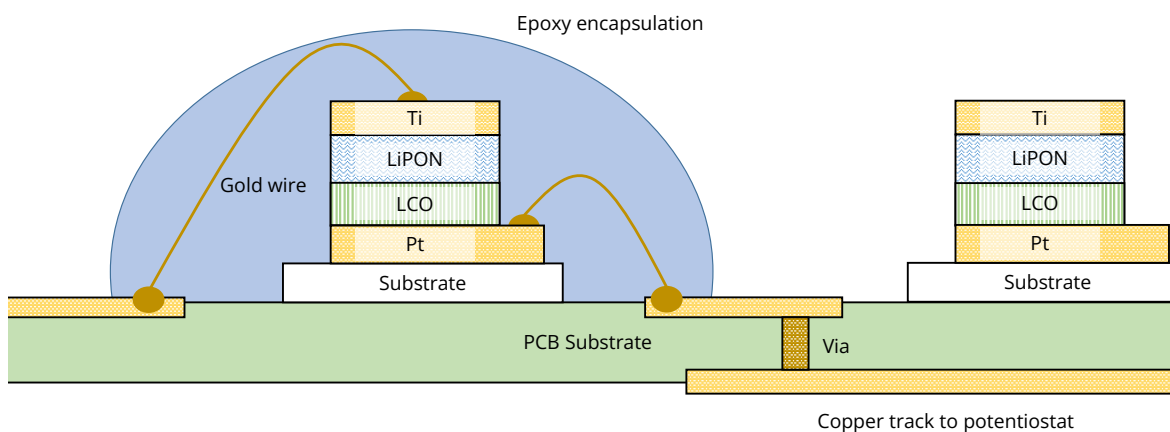 Epoxy encapsulation
Ti
Ti
LiPON
LiPON
Gold wire
LCO
LCO
Pt
Pt
Substrate
Substrate
PCB Substrate
Via
Copper track to potentiostat